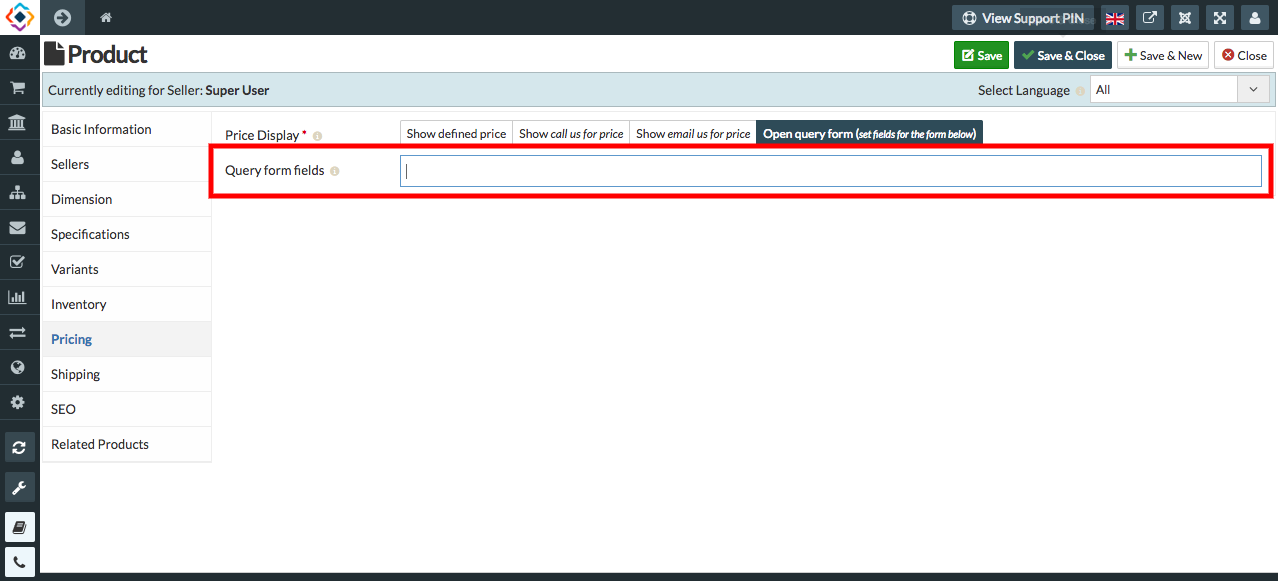 View Support PIN
Product
Save
Save & Close
Save & New
Close
Currently editing for Seller: Super User
Select Language
All
Basic Information
Sellers
Dimension
Specifications
Variants
Inventory
Pricing
Shipping
SEO
Related Products
Price Display *
Show defined price
Show call us for price
Show email us for price
Open query form (set fields for the form below)
Query form fields